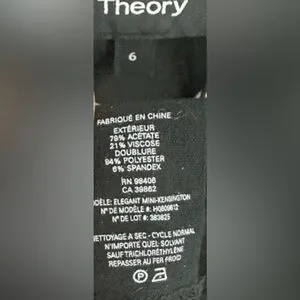 Theory
6
FABRIQUÉ EN CHINE
EXTÉRIEUR
79% ACÉTATE
21% VISCOSE
DOUBLURE
94% POLYESTER
6% SPANDEX
RN 98406
CA 39862
MODÈLE: ELEGANT MINI-KENSINGTON
Nº DE MODÈLE #: H0809612
Nº DE LOT #: 383825
NETTOYAGE A SEC - CYCLE NORMAL
N'IMPORTE QUEL SOLVANT
SAUF TRICHLORÉTHYLÈNE
REPASSER AU FER FROID
P